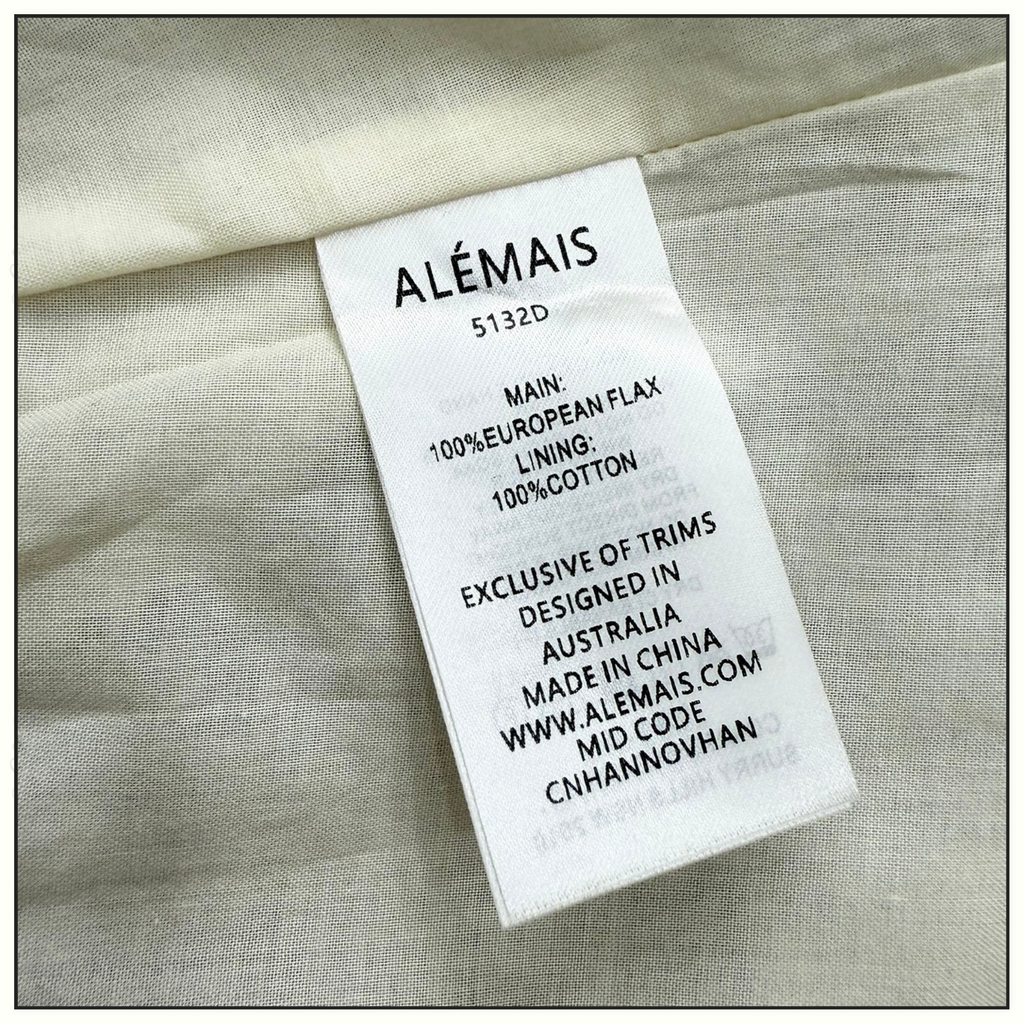 ALÉMAIS
5132D
MAIN:
100%EUROPEAN FLAX
LINING:
100%COTTON
EXCLUSIVE OF TRIMS
DESIGNED IN
AUSTRALIA
MADE IN CHINA
WWW.ALEMAIS.COM
MID CODE
CNHANNOVHAN